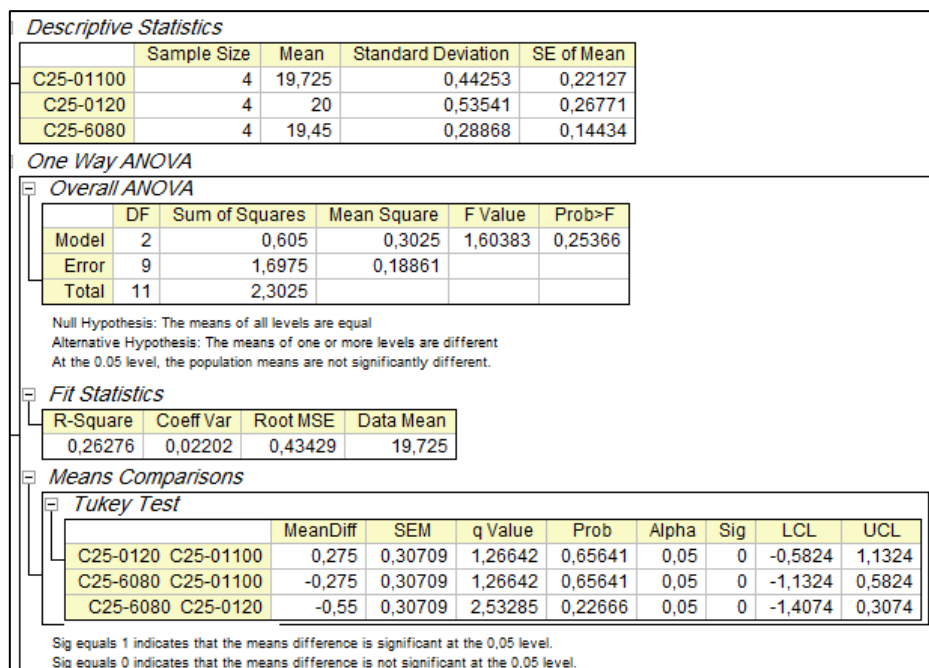 Descriptive Statistics
Sample Size Mean Standard Deviation SE of Mean
C25-01100 4 19,725 0,44253 0,22127
C25-0120 4 20 0,53541 0,26771
C25-6080 4 19,45 0,28868 0,14434
One Way ANOVA
Overall ANOVA
DF Sum of Squares Mean Square F Value Prob>F
Model 2 0,605 0,3025 1,60383 0,25366
Error 9 1,6975 0,18861
Total 11 2,3025
Null Hypothesis: The means of all levels are equal
Alternative Hypothesis: The means of one or more levels are different
At the 0.05 level, the population means are not significantly different.
Fit Statistics
R-Square Coeff Var Root MSE Data Mean
0,26276 0,02202 0,43429 19,725
Means Comparisons
Tukey Test
MeanDiff SEM q Value Prob Alpha Sig LCL UCL
C25-0120 C25-01100 0,275 0,30709 1,26642 0,65641 0,05 0 -0,5824 1,1324
C25-6080 C25-01100 -0,275 0,30709 1,26642 0,65641 0,05 0 -1,1324 0,5824
C25-6080 C25-0120 -0,55 0,30709 2,53285 0,22666 0,05 0 -1,4074 0,3074
Sig equals 1 indicates that the means difference is significant at the 0,05 level.
Sig equals 0 indicates that the means difference is not significant at the 0,05 level.